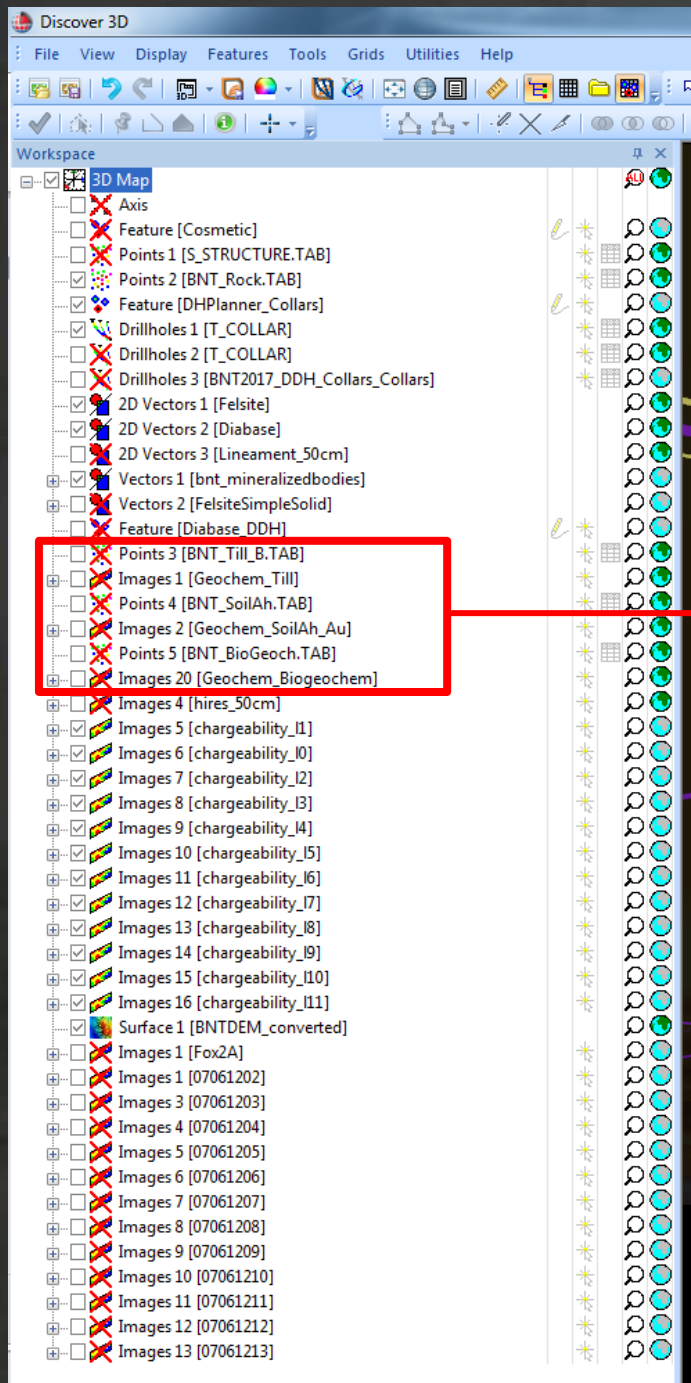 Discover 3D
File View Display Features Tools Grids Utilities Help
Workspace
3D Map
ALL
Axis
Feature [Cosmetic]
Points 1 [S_STRUCTURE.TAB]
Points 2 [BNT_Rock.TAB]
Feature [DHPlanner_Collars]
Drillholes 1 [T_COLLAR]
Drillholes 2 [T_COLLAR]
Drillholes 3 [BNT2017_DDH_Collars_Collars]
2D Vectors 1 [Felsite]
2D Vectors 2 [Diabase]
2D Vectors 3 [Lineament_50cm]
Vectors 1 [bnt_mineralizedbodies]
Vectors 2 [FelsiteSimpleSolid]
Feature [Diabase_DDH]
Points 3 [BNT_Till_B.TAB]
Images 1 [Geochem_Till]
Points 4 [BNT_SoilAh.TAB]
Images 2 [Geochem_SoilAh_Au]
Points 5 [BNT_BioGeoch.TAB]
Images 20 [Geochem_Biogeochem]
Images 4 [hires_50cm]
Images 5 [chargeability_l1]
Images 6 [chargeability_l0]
Images 7 [chargeability_l2]
Images 8 [chargeability_l3]
Images 9 [chargeability_l4]
Images 10 [chargeability_l5]
Images 11 [chargeability_l6]
Images 12 [chargeability_l7]
Images 13 [chargeability_l8]
Images 14 [chargeability_l9]
Images 15 [chargeability_l10]
Images 16 [chargeability_l11]
Surface 1 [BNTDEM_converted]
Images 1 [Fox2A]
Images 1 [07061202]
Images 3 [07061203]
Images 4 [07061204]
Images 5 [07061205]
Images 6 [07061206]
Images 7 [07061207]
Images 8 [07061208]
Images 9 [07061209]
Images 10 [07061210]
Images 11 [07061211]
Images 12 [07061212]
Images 13 [07061213]